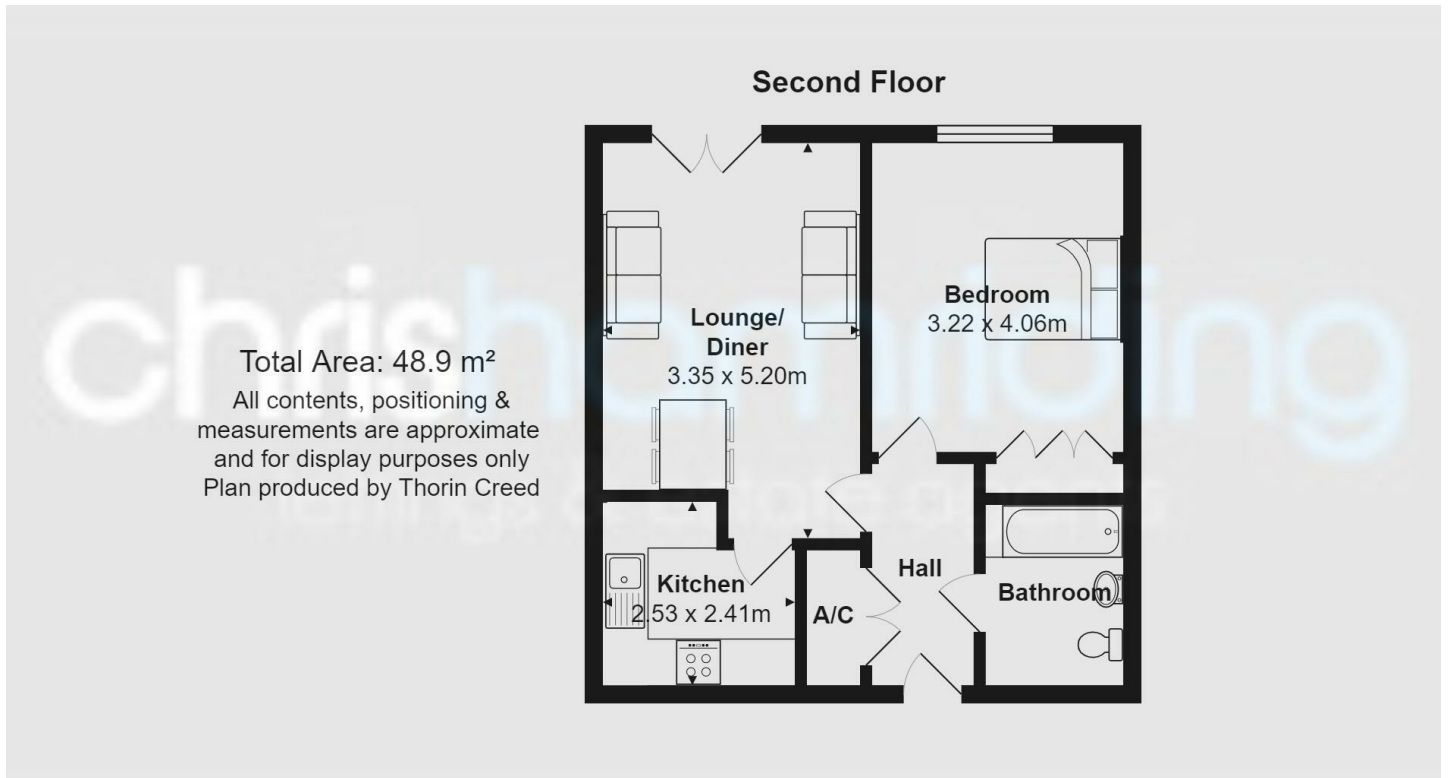 Second Floor
Total Area: 48.9 m²
All contents, positioning &
measurements are approximate
and for display purposes only
Plan produced by Thorin Creed
Lounge/
Diner
3.35 x 5.20m
Bedroom
3.22 x 4.06m
Kitchen
2.53 x 2.41m
A/C
Hall
Bathroom
chris